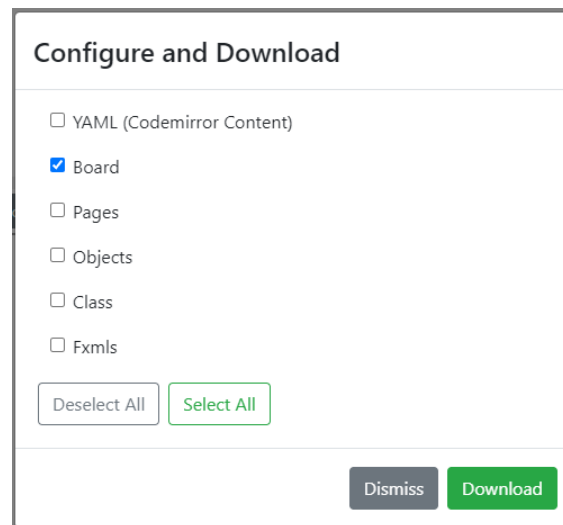 Configure and Download
YAML (Codemirror Content)
Board
Pages
Objects
Class
Fxmls
Deselect All Select All
Dismiss Download